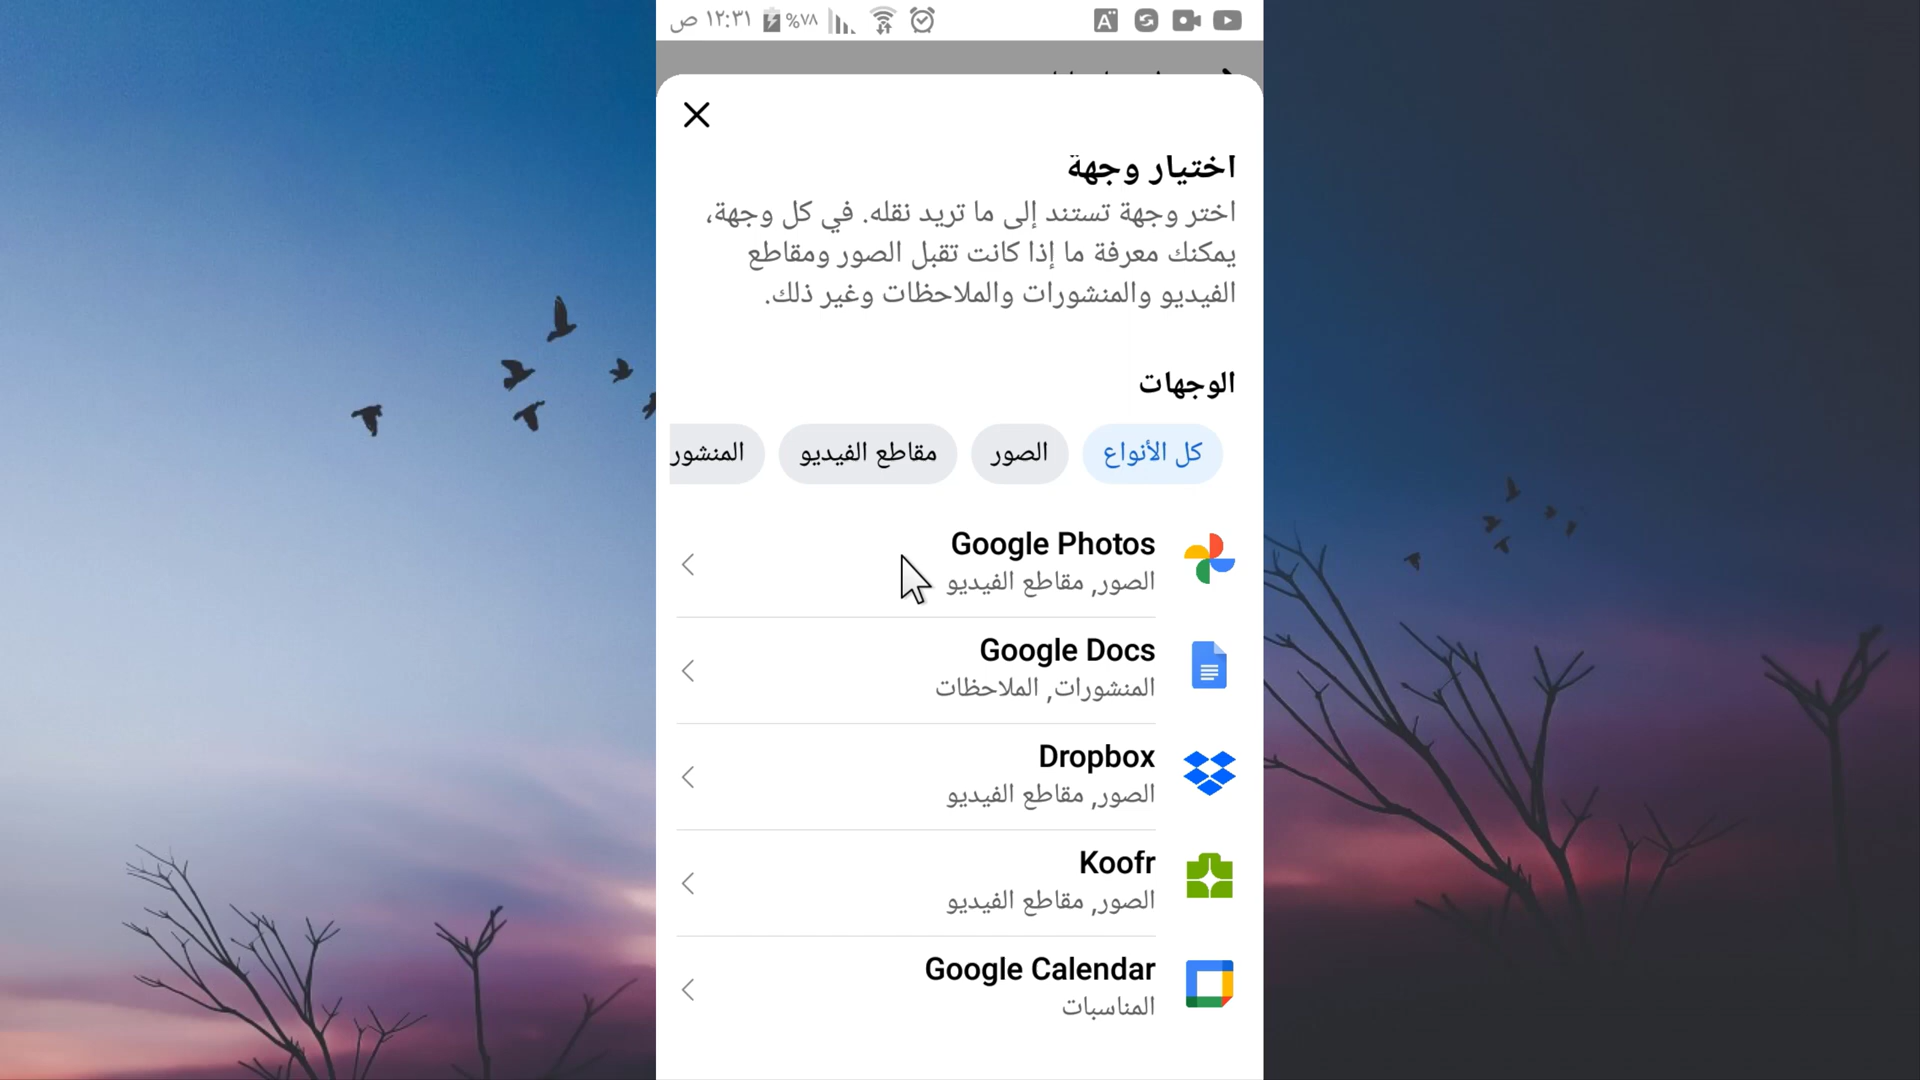 ١٢:٣١ ص
%٧٨
اختيار وجهة
اختر وجهة تستند إلى ما تريد نقله. في كل وجهة،
يمكنك معرفة ما إذا كانت تقبل الصور ومقاطع
الفيديو والمنشورات والملاحظات وغير ذلك.
الوجهات
كل الأنواع
الصور
مقاطع الفيديو
المنشور
Google Photos
الصور, مقاطع الفيديو
Google Docs
المنشورات, الملاحظات
Dropbox
الصور, مقاطع الفيديو
Koofr
الصور, مقاطع الفيديو
Google Calendar
المناسبات